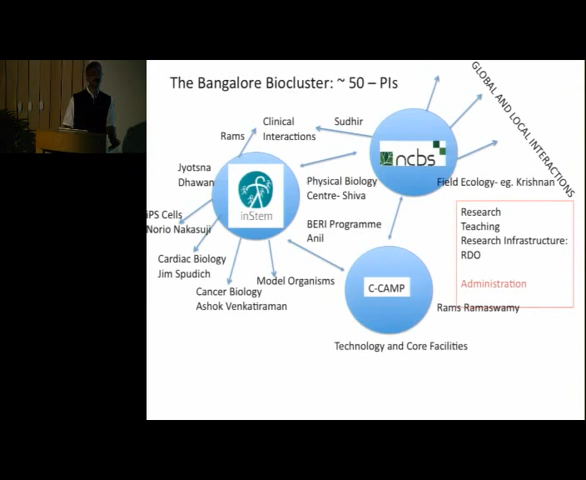 The Bangalore Biocluster: ~ 50 – PIs
GLOBAL AND LOCAL INTERACTIONS
Clinical
Interactions
Sudhir
Rams
ncbs
Jyotsna
Dhawan
inStem
Physical Biology
Centre- Shiva
Field Ecology- eg. Krishnan
iPS Cells
Norio Nakasuji
BERI Programme
Anil
Research
Teaching
Research Infrastructure:
RDO
Administration
Cardiac Biology
Jim Spudich
Cancer Biology
Ashok Venkatiraman
Model Organisms
C-CAMP
Rams Ramaswamy
Technology and Core Facilities